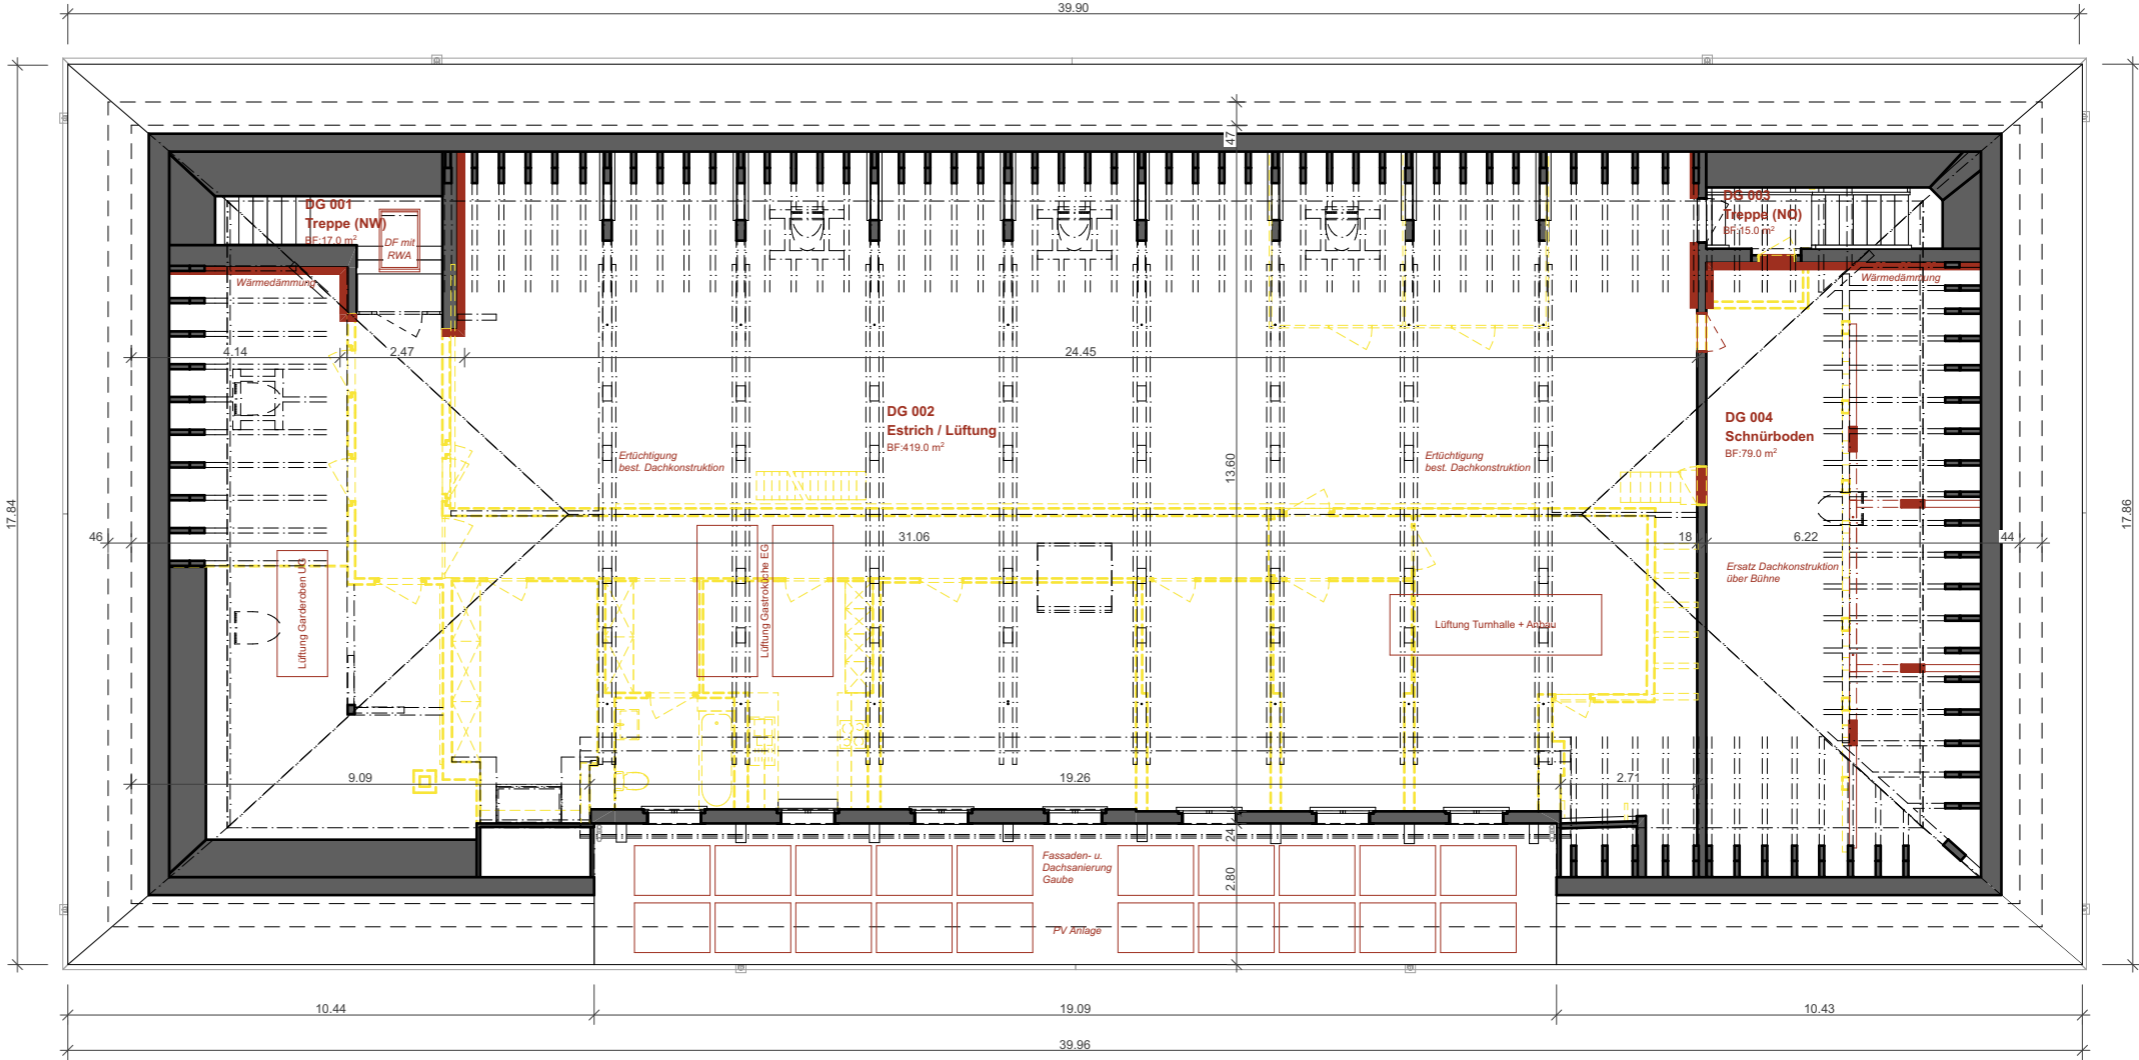 39.90
47
DG 001
Treppe (NW)
BF:17.0 m²
DF mit
RWA
DG 003
Treppe (NO)
BF:15.0 m²
Wärmedämmung
Wärmedämmung
4.14
2.47
24.45
DG 002
Estrich / Lüftung
BF:419.0 m²
DG 004
Schnürboden
BF:79.0 m²
Ertüchtigung
best. Dachkonstruktion
Ertüchtigung
best. Dachkonstruktion
13.60
17.84
17.86
46
31.06
18
6.22
44
Ersatz Dachkonstruktion
über Bühne
Lüftung Garderoben UG
Lüftung Gastroküche EG
Lüftung Turnhalle + Anbau
9.09
19.26
2.71
24
Fassaden- u.
Dachsanierung
Gaube
2.80
PV Anlage
10.44
19.09
10.43
39.96